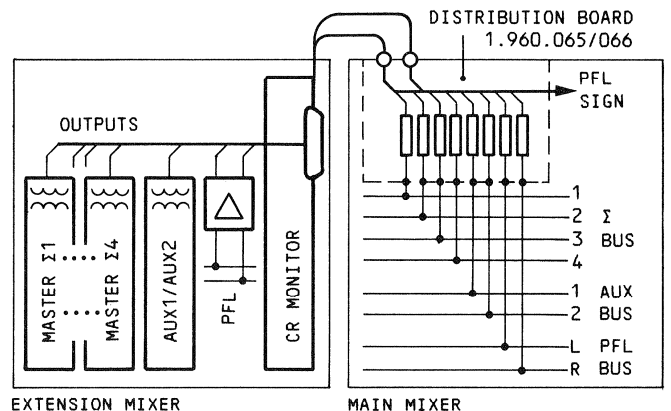 DISTRIBUTION BOARD
1.960.065/066
PFL
SIGN
OUTPUTS
MASTER Σ1
MASTER Σ4
AUX1/AUX2
PFL
CR MONITOR
1
2 Σ
3 BUS
4
1 AUX
2 BUS
L PFL
R BUS
EXTENSION MIXER
MAIN MIXER